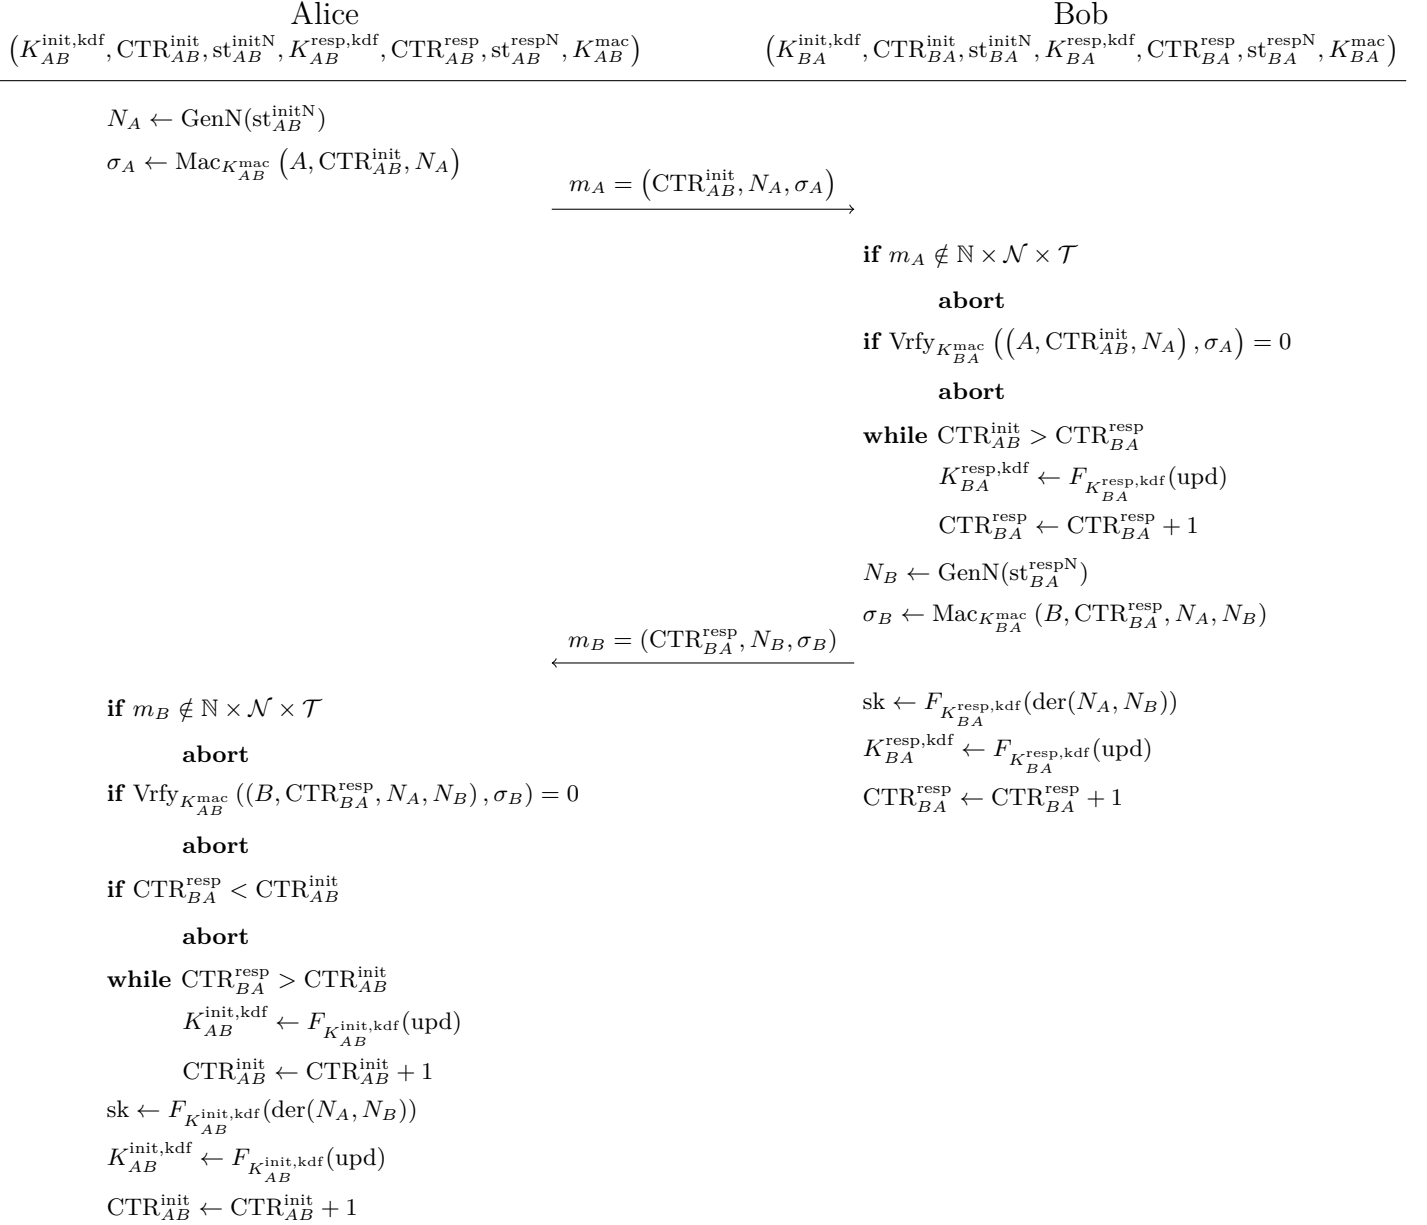 Alice
(K_{AB}^{init,kdf}, CTR_{AB}^{init}, st_{AB}^{initN}, K_{AB}^{resp,kdf}, CTR_{AB}^{resp}, st_{AB}^{respN}, K_{AB}^{mac})
Bob
(K_{BA}^{init,kdf}, CTR_{BA}^{init}, st_{BA}^{initN}, K_{BA}^{resp,kdf}, CTR_{BA}^{resp}, st_{BA}^{respN}, K_{BA}^{mac})
N_A ← GenN(st_{AB}^{initN})
σ_A ← Mac_{K_{AB}^{mac}} (A, CTR_{AB}^{init}, N_A)
m_A = (CTR_{AB}^{init}, N_A, σ_A)
if m_A ∉ ℕ × 𝒩 × 𝒯
abort
if Vrfy_{K_{BA}^{mac}} ((A, CTR_{AB}^{init}, N_A), σ_A) = 0
abort
while CTR_{AB}^{init} > CTR_{BA}^{resp}
K_{BA}^{resp,kdf} ← F_{K_{BA}^{resp,kdf}}(upd)
CTR_{BA}^{resp} ← CTR_{BA}^{resp} + 1
N_B ← GenN(st_{BA}^{respN})
σ_B ← Mac_{K_{BA}^{mac}} (B, CTR_{BA}^{resp}, N_A, N_B)
m_B = (CTR_{BA}^{resp}, N_B, σ_B)
sk ← F_{K_{BA}^{resp,kdf}}(der(N_A, N_B))
K_{BA}^{resp,kdf} ← F_{K_{BA}^{resp,kdf}}(upd)
CTR_{BA}^{resp} ← CTR_{BA}^{resp} + 1
if m_B ∉ ℕ × 𝒩 × 𝒯
abort
if Vrfy_{K_{AB}^{mac}} ((B, CTR_{BA}^{resp}, N_A, N_B), σ_B) = 0
abort
if CTR_{BA}^{resp} < CTR_{AB}^{init}
abort
while CTR_{BA}^{resp} > CTR_{AB}^{init}
K_{AB}^{init,kdf} ← F_{K_{AB}^{init,kdf}}(upd)
CTR_{AB}^{init} ← CTR_{AB}^{init} + 1
sk ← F_{K_{AB}^{init,kdf}}(der(N_A, N_B))
K_{AB}^{init,kdf} ← F_{K_{AB}^{init,kdf}}(upd)
CTR_{AB}^{init} ← CTR_{AB}^{init} + 1